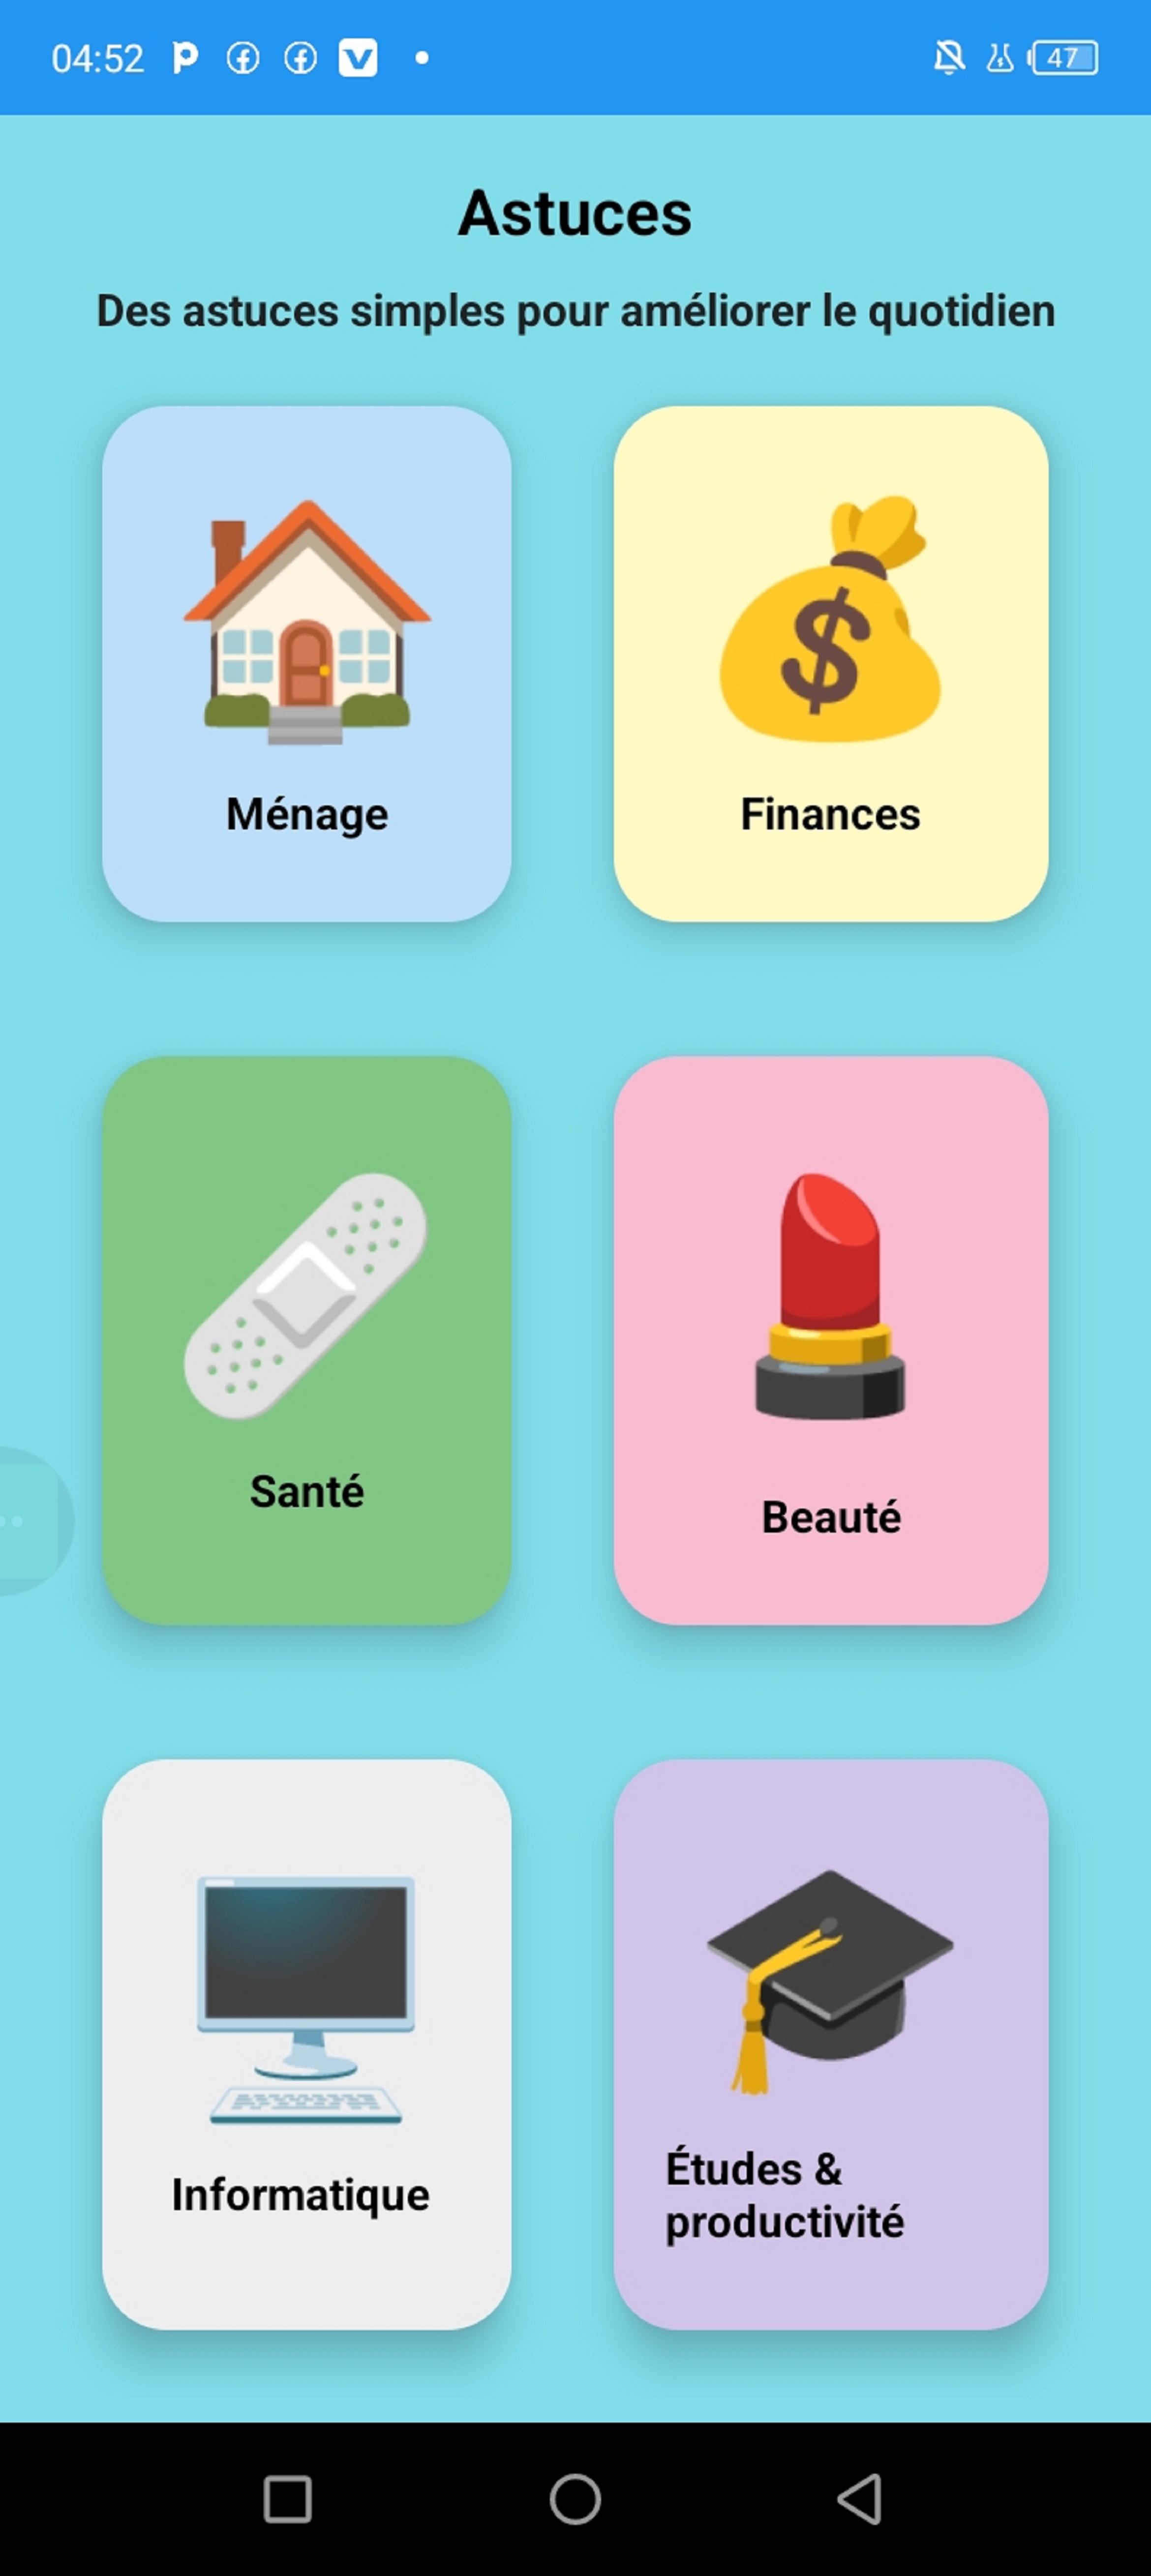 04:52
47
Astuces
Des astuces simples pour améliorer le quotidien
Ménage
Finances
Santé
Beauté
Informatique
Études &
productivité